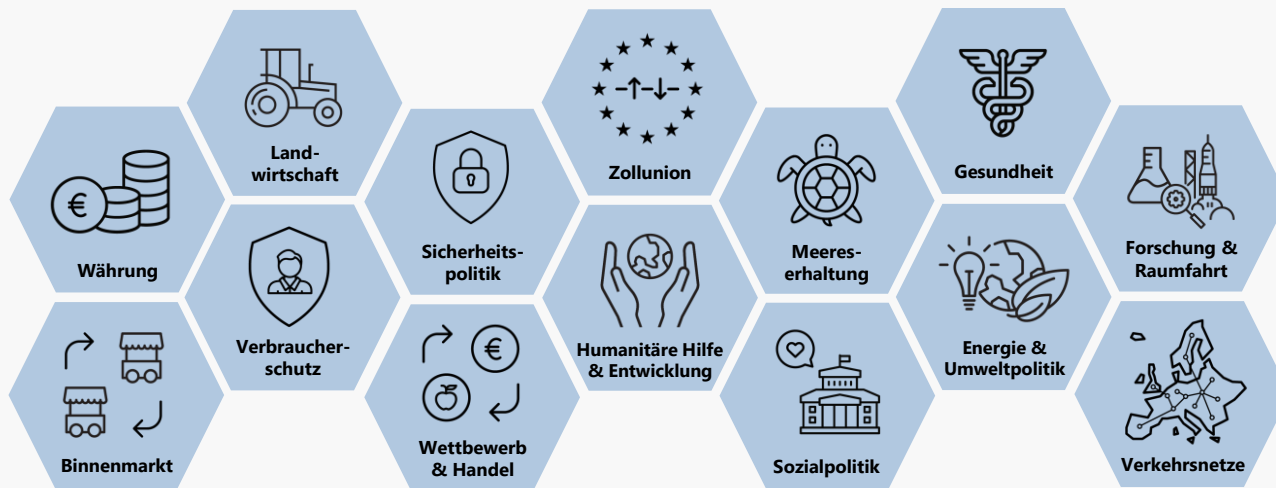 Land-
wirtschaft
Zollunion
Gesundheit
€
Währung
Sicherheits-
politik
Meeres-
erhaltung
Forschung &
Raumfahrt
Verbraucher-
schutz
Humanitäre Hilfe
& Entwicklung
Energie &
Umweltpolitik
Binnenmarkt
€
Wettbewerb
& Handel
Sozialpolitik
Verkehrsnetze